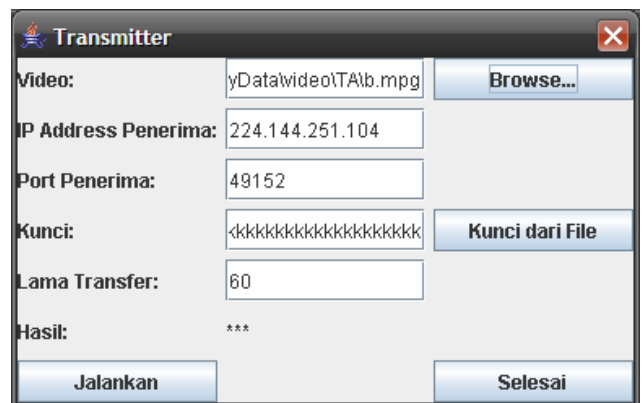 Transmitter
Video: yData\video\TA\b.mpg Browse...
IP Address Penerima: 224.144.251.104
Port Penerima: 49152
Kunci: kkkkkkkkkkkkkkkkkkk Kunci dari File
Lama Transfer: 60
Hasil: ***
Jalankan Selesai